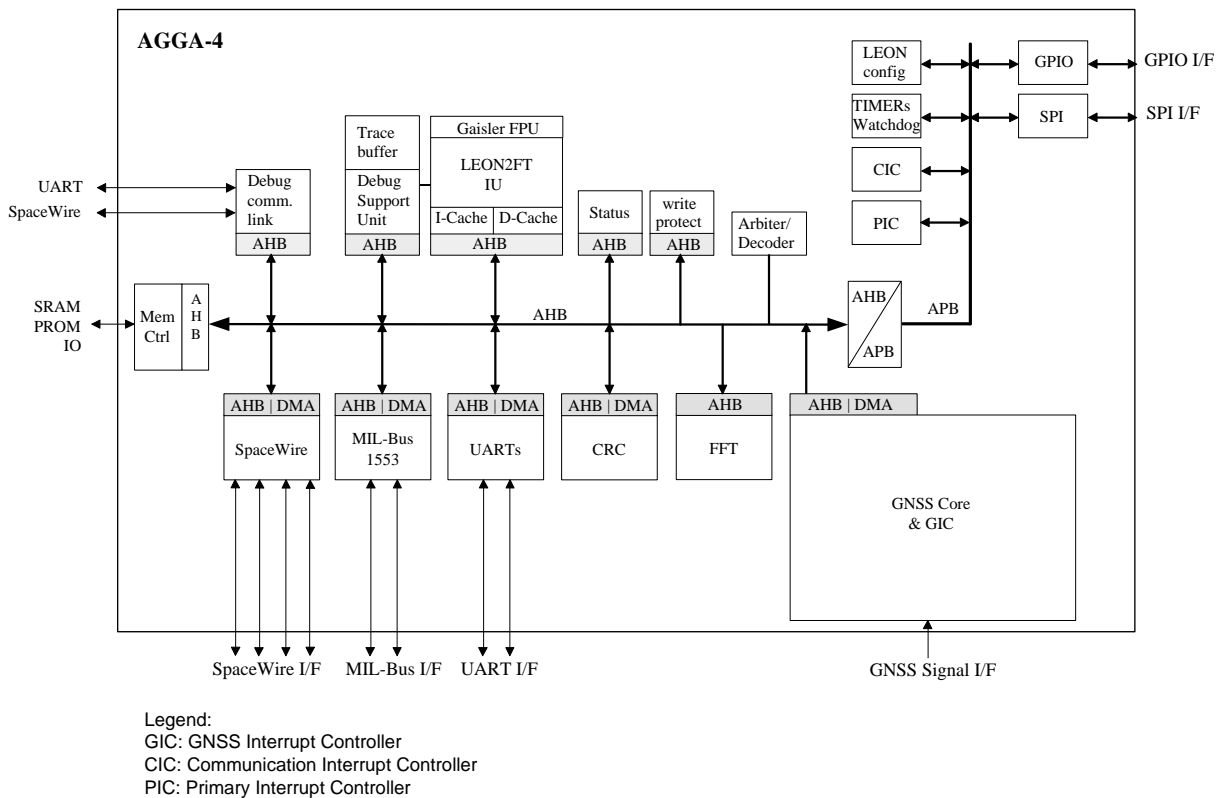 AGGA-4
LEON
config
GPIO
GPIO I/F
TIMERs
Watchdog
SPI
SPI I/F
CIC
PIC
Trace
buffer
Gaisler FPU
LEON2FT
IU
UART
SpaceWire
Debug
comm.
link
AHB
Debug
Support
Unit
AHB
I-Cache
D-Cache
AHB
Status
AHB
write
protect
AHB
Arbiter/
Decoder
SRAM
PROM
IO
Mem
Ctrl
A
H
B
AHB
AHB
APB
APB
AHB | DMA
SpaceWire
AHB | DMA
MIL-Bus
1553
AHB | DMA
UARTs
AHB | DMA
CRC
AHB
FFT
AHB | DMA
GNSS Core
& GIC
SpaceWire I/F
MIL-Bus I/F
UART I/F
GNSS Signal I/F
Legend:
GIC: GNSS Interrupt Controller
CIC: Communication Interrupt Controller
PIC: Primary Interrupt Controller